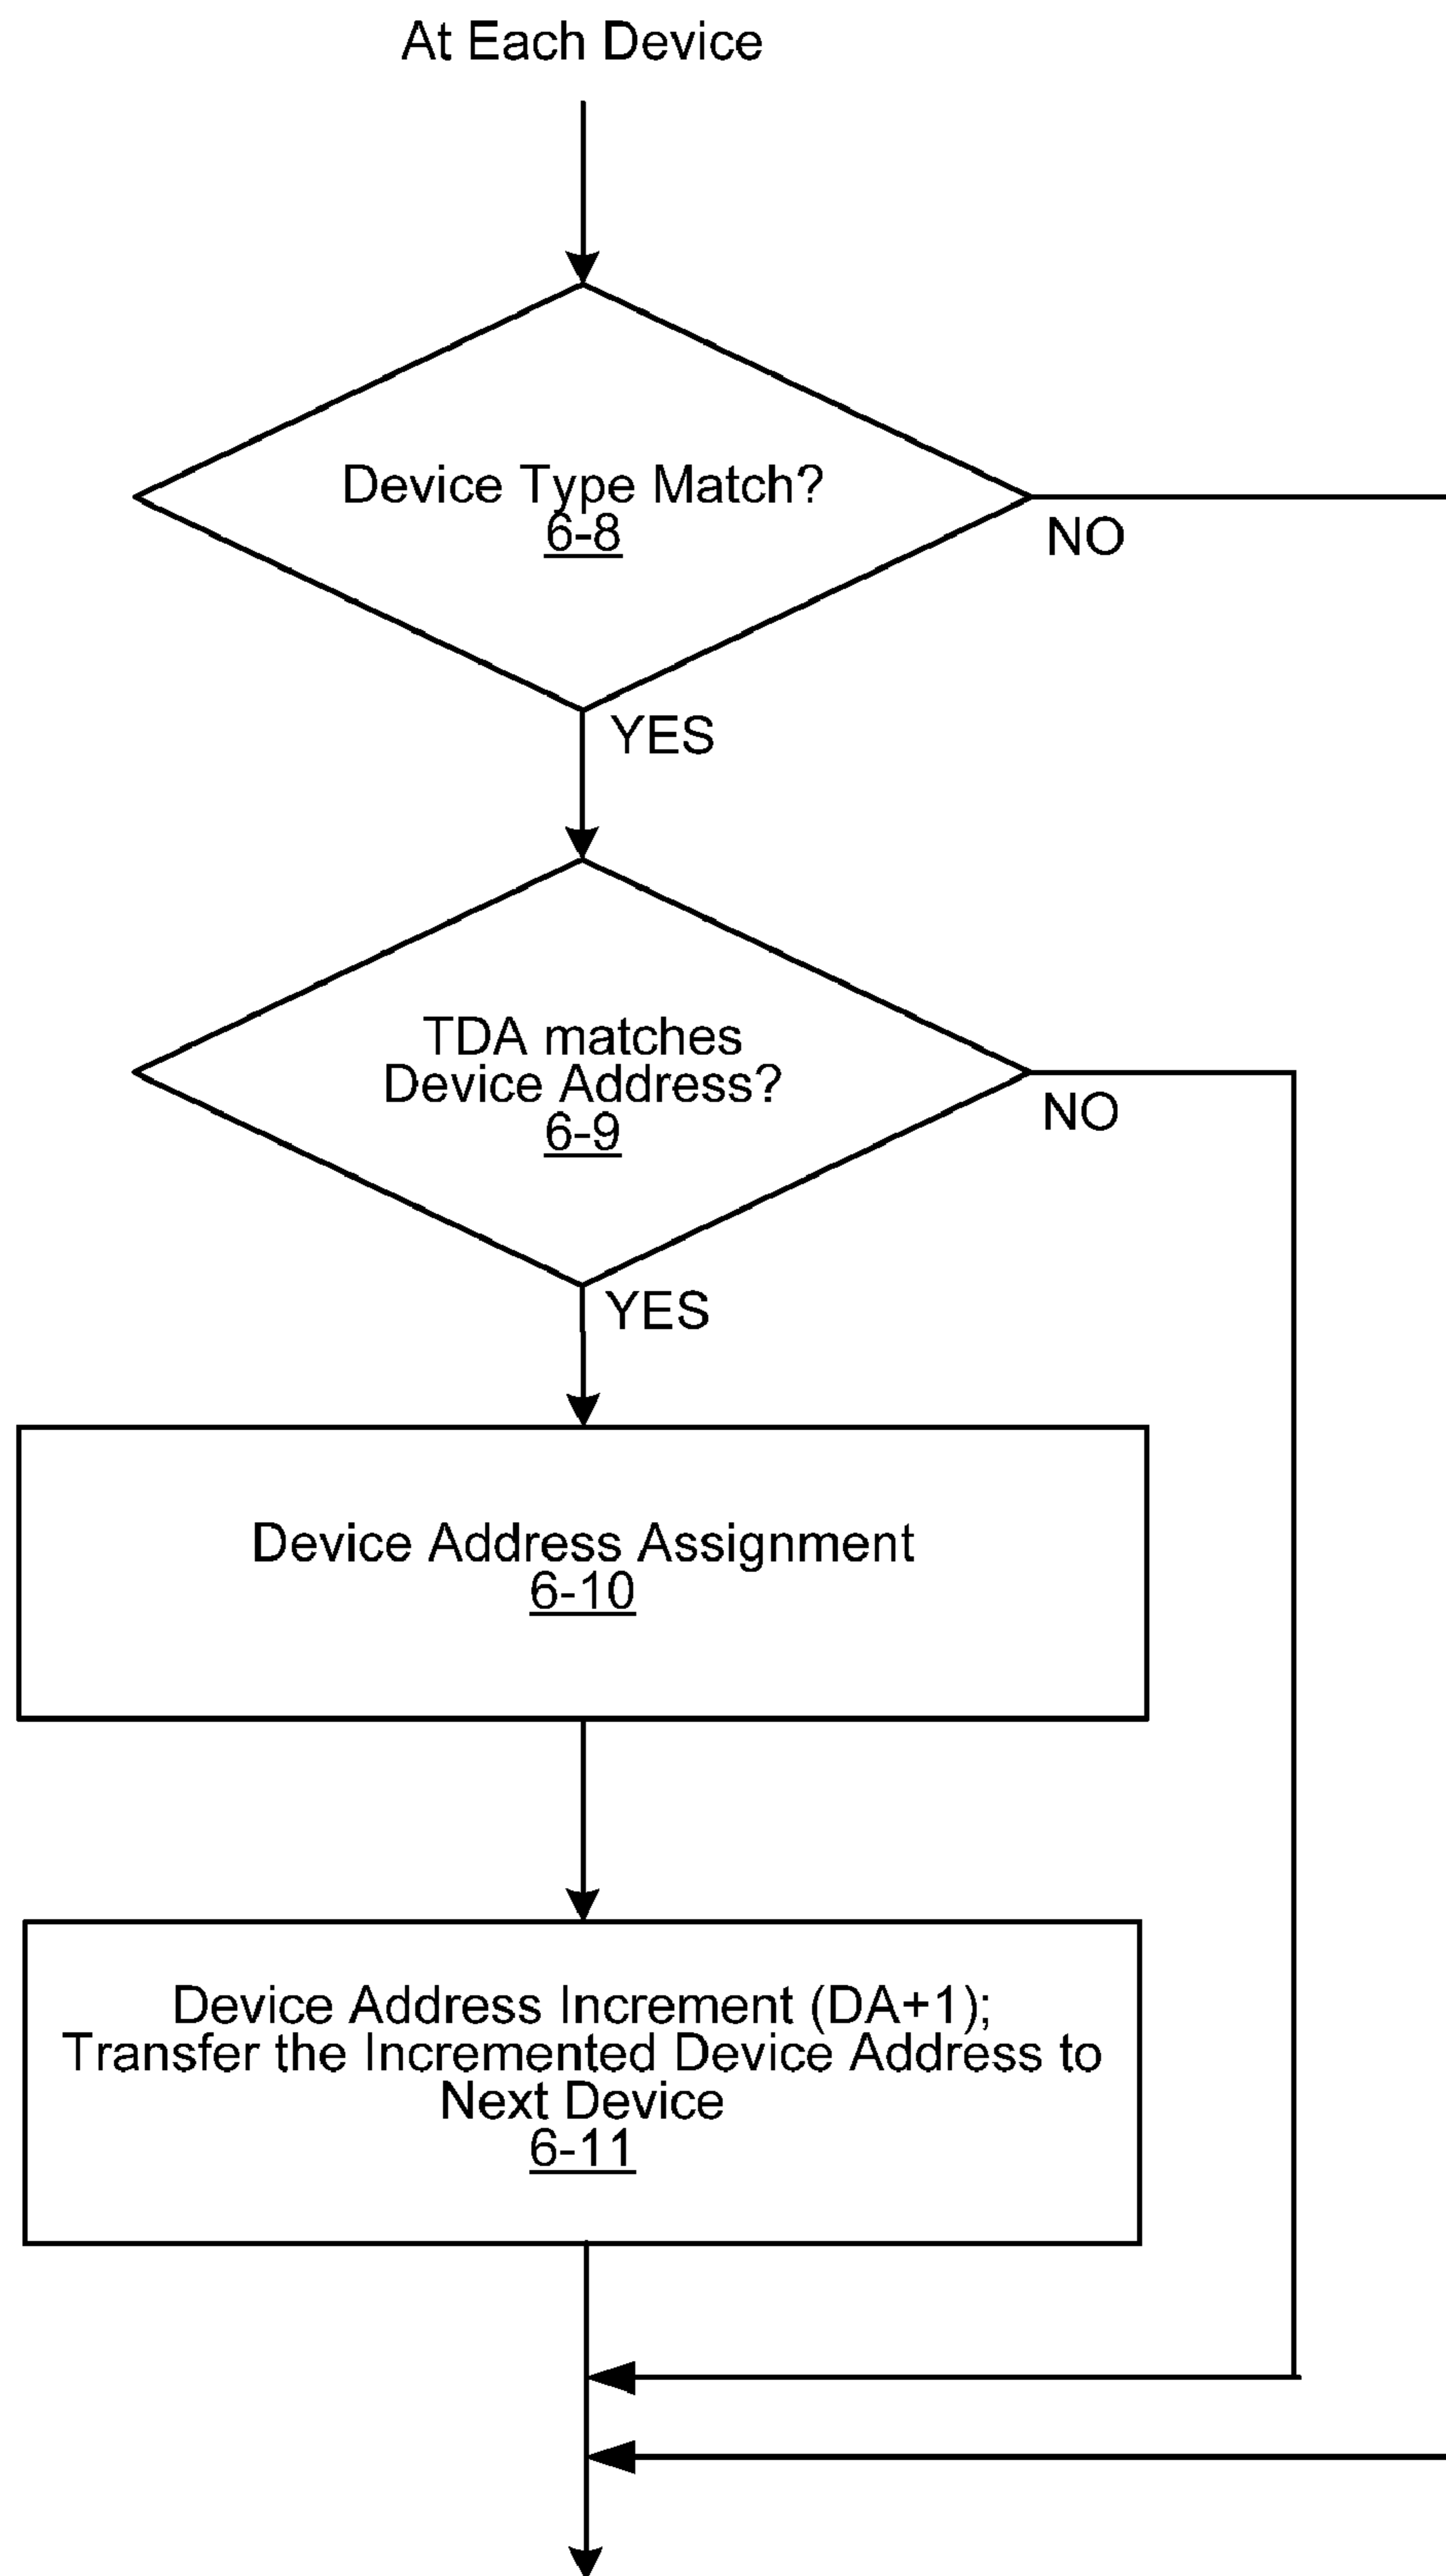 At Each Device
Device Type Match?
6-8
NO
YES
TDA matches
Device Address?
6-9
NO
YES
Device Address Assignment
6-10
Device Address Increment (DA+1);
Transfer the Incremented Device Address to
Next Device
6-11